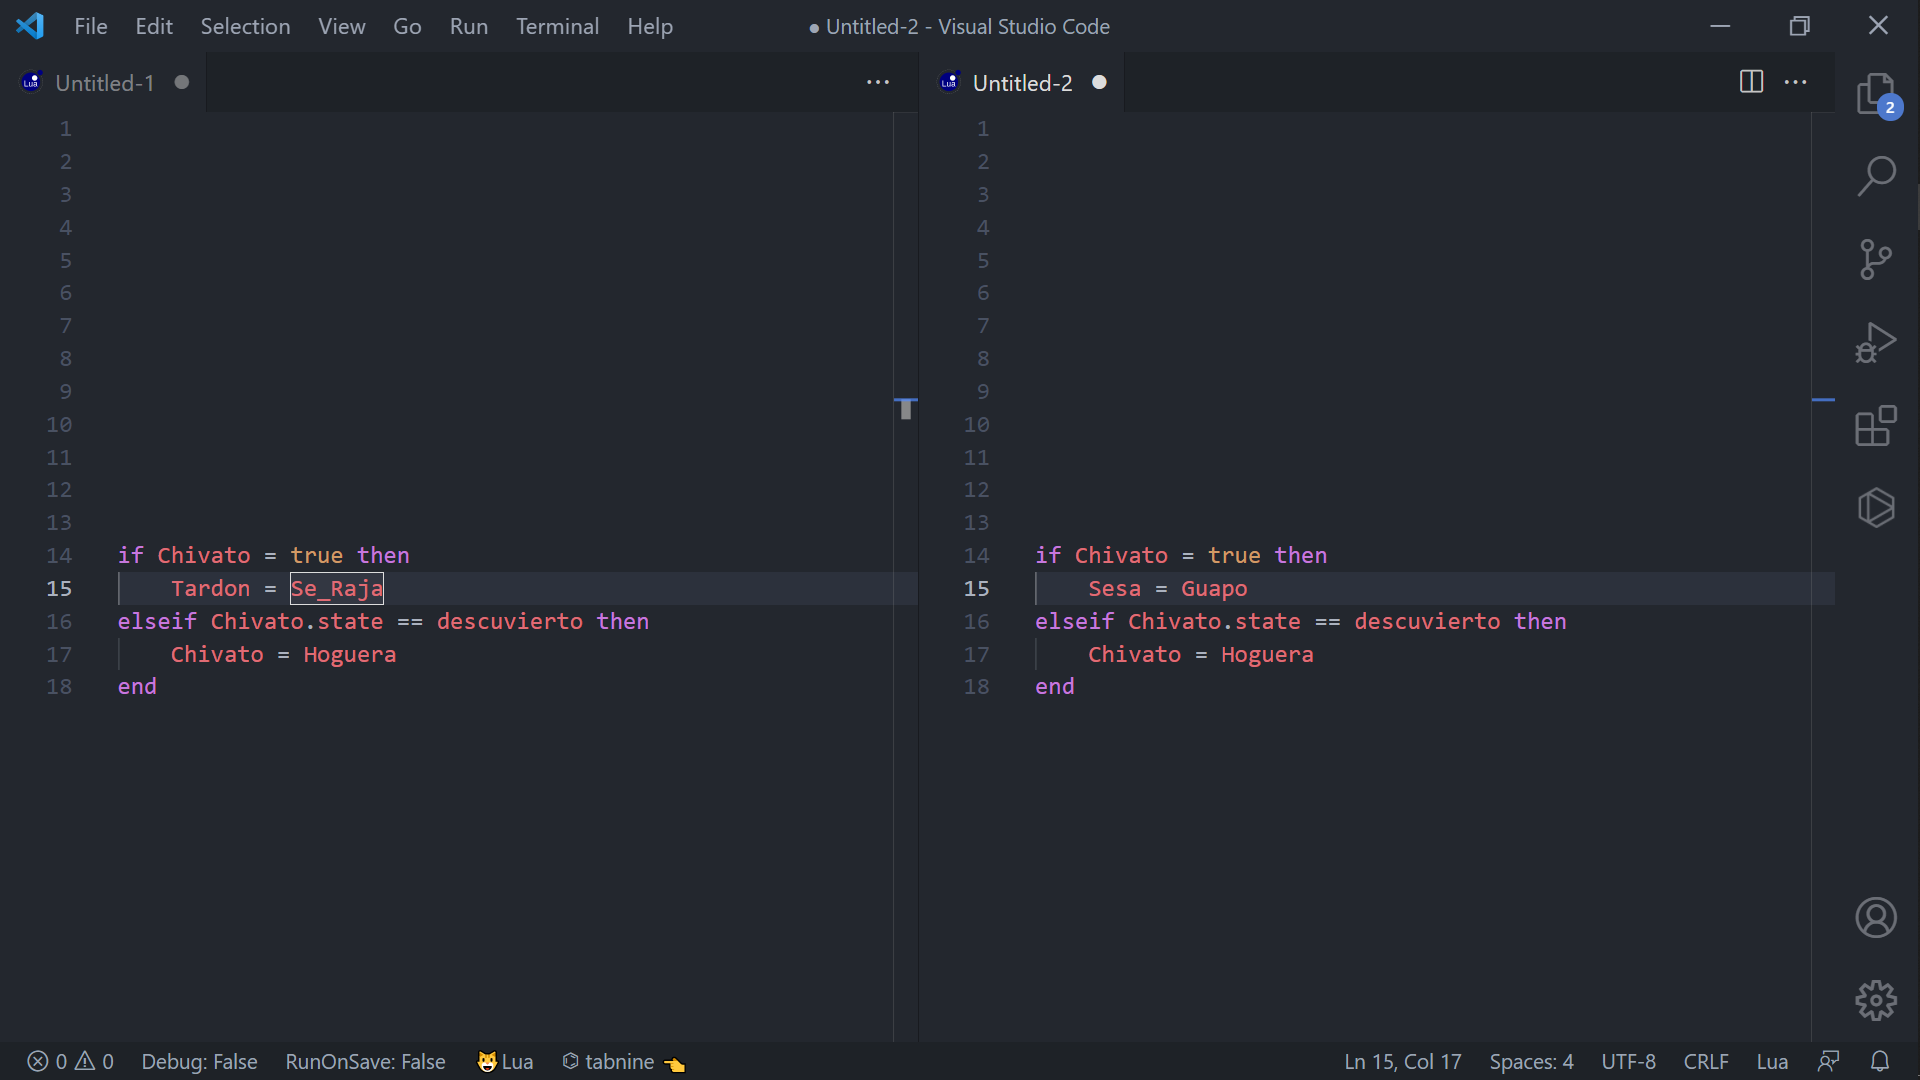 File Edit Selection View Go Run Terminal Help
● Untitled-2 - Visual Studio Code
Lua Untitled-1
1
2
3
4
5
6
7
8
9
10
11
12
13
14 if Chivato = true then
15 Tardon = Se_Raja
16 elseif Chivato.state == descuvierto then
17 Chivato = Hoguera
18 end
Lua Untitled-2
1
2
3
4
5
6
7
8
9
10
11
12
13
14 if Chivato = true then
15 Sesa = Guapo
16 elseif Chivato.state == descuvierto then
17 Chivato = Hoguera
18 end
2
0 0 Debug: False RunOnSave: False 😺Lua tabnine 👈 Ln 15, Col 17 Spaces: 4 UTF-8 CRLF Lua